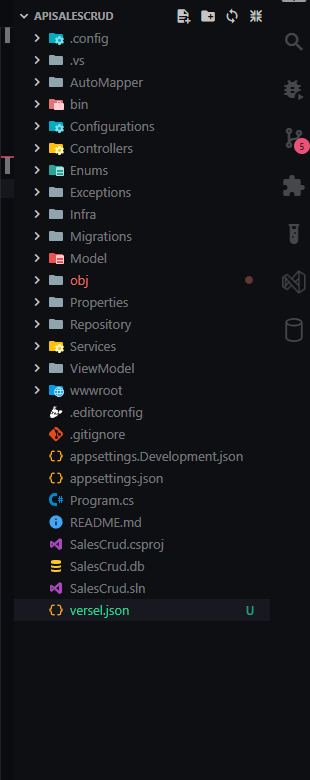 APISALESCRUD
.config
.vs
AutoMapper
bin
Configurations
Controllers
Enums
Exceptions
Infra
Migrations
Model
obj
Properties
Repository
Services
ViewModel
wwwroot
.editorconfig
.gitignore
appsettings.Development.json
appsettings.json
Program.cs
README.md
SalesCrud.csproj
SalesCrud.db
SalesCrud.sln
versel.json U
5